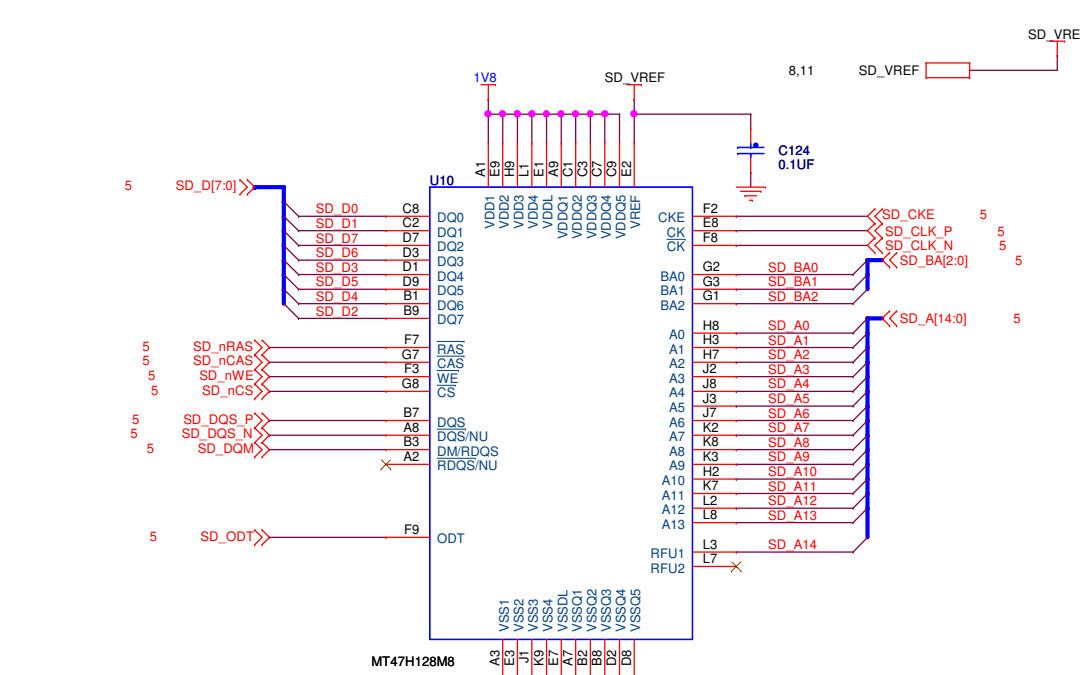 SD_VRE
8,11 SD_VREF
1V8 SD_VREF
C124
0.1UF
A1 E9 H9 L1 E1 A9 C1 C3 C7 C9 E2
U10
VDD1 VDD2 VDD3 VDD4 VDDL VDDQ1 VDDQ2 VDDQ3 VDDQ4 VDDQ5 VREF
5 SD_D[7:0]
SD_D0 C8 DQ0
SD_D1 C2 DQ1
SD_D7 D7 DQ2
SD_D6 D3 DQ3
SD_D3 D1 DQ4
SD_D5 D9 DQ5
SD_D4 B1 DQ6
SD_D2 B9 DQ7
5 SD_nRAS F7 RAS
5 SD_nCAS G7 CAS
5 SD_nWE F3 WE
5 SD_nCS G8 CS
5 SD_DQS_P B7 DQS
5 SD_DQS_N A8 DQS/NU
5 SD_DQM B3 DM/RDQS
A2 RDQS/NU
5 SD_ODT F9 ODT
CKE F2 SD_CKE 5
CK E8 SD_CLK_P 5
CK F8 SD_CLK_N 5
SD_BA[2:0] 5
BA0 G2 SD_BA0
BA1 G3 SD_BA1
BA2 G1 SD_BA2
SD_A[14:0] 5
A0 H8 SD_A0
A1 H3 SD_A1
A2 H7 SD_A2
A3 J2 SD_A3
A4 J8 SD_A4
A5 J3 SD_A5
A6 J7 SD_A6
A7 K2 SD_A7
A8 K8 SD_A8
A9 K3 SD_A9
A10 H2 SD_A10
A11 K7 SD_A11
A12 L2 SD_A12
A13 L8 SD_A13
RFU1 L3 SD_A14
RFU2 L7
VSS1 VSS2 VSS3 VSS4 VSSDL VSSQ1 VSSQ2 VSSQ3 VSSQ4 VSSQ5
MT47H128M8
A3 E3 J1 K9 E7 A7 B2 B8 D2 D8